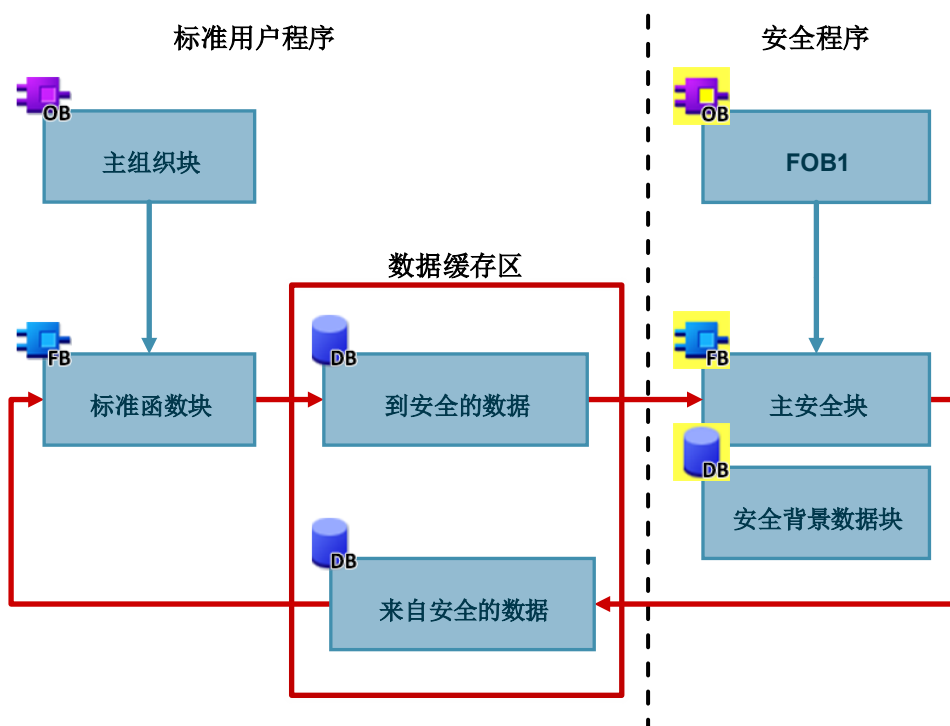 标准用户程序
安全程序
OB
主组织块
OB
FOB1
数据缓存区
FB
标准函数块
DB
到安全的数据
FB
主安全块
DB
安全背景数据块
DB
来自安全的数据